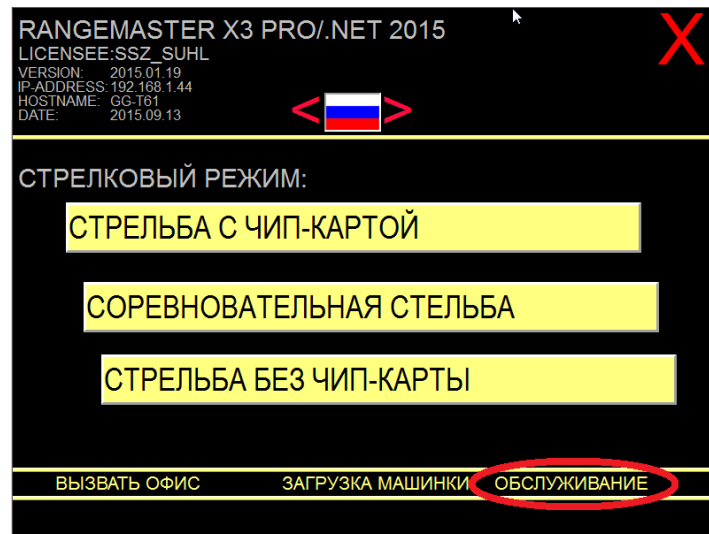 RANGEMASTER X3 PRO/.NET 2015
LICENSEE:SSZ_SUHL
VERSION: 2015.01.19
IP-ADDRESS: 192.168.1.44
HOSTNAME: GG-T61
DATE: 2015.09.13
< >
X
СТРЕЛКОВЫЙ РЕЖИМ:
СТРЕЛЬБА С ЧИП-КАРТОЙ
СОРЕВНОВАТЕЛЬНАЯ СТЕЛЬБА
СТРЕЛЬБА БЕЗ ЧИП-КАРТЫ
ВЫЗВАТЬ ОФИС ЗАГРУЗКА МАШИНКИ ОБСЛУЖИВАНИЕ